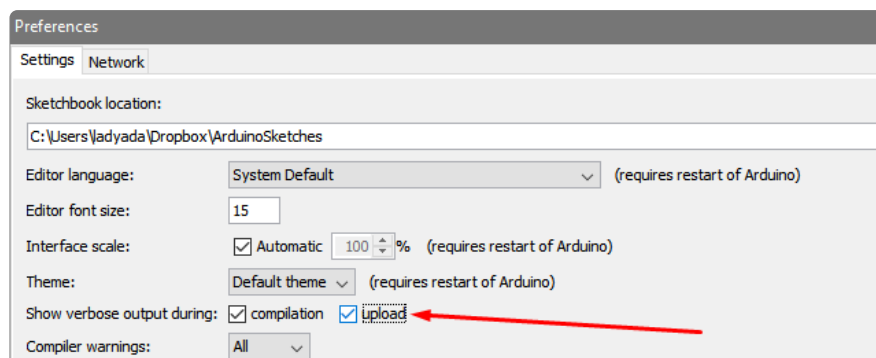 Preferences
Settings Network
Sketchbook location:
C:\Users\ladyada\Dropbox\ArduinoSketches
Editor language: System Default (requires restart of Arduino)
Editor font size: 15
Interface scale: Automatic 100 % (requires restart of Arduino)
Theme: Default theme (requires restart of Arduino)
Show verbose output during: compilation upload
Compiler warnings: All